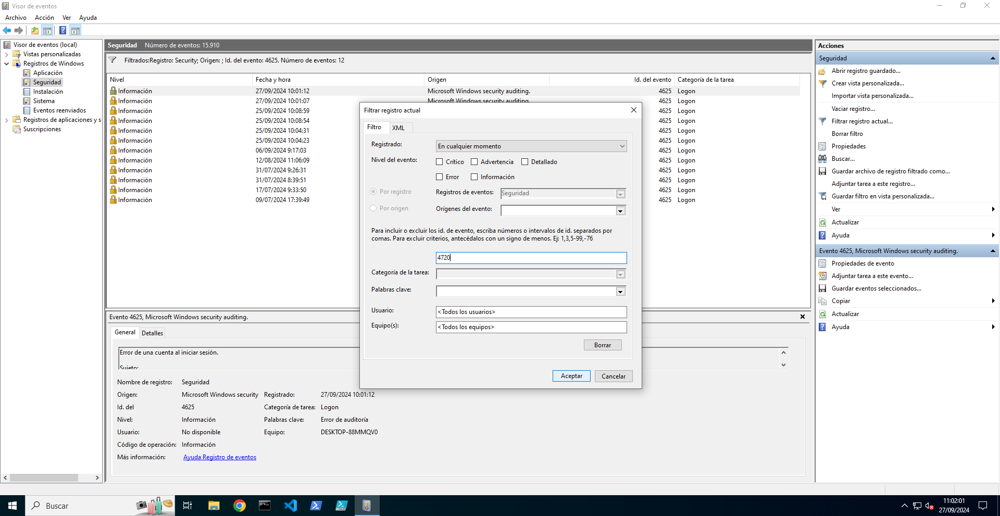 Visor de eventos
Archivo Acción Ver Ayuda
Visor de eventos (local)
Vistas personalizadas
Registros de Windows
Aplicación
Seguridad
Instalación
Sistema
Eventos reenviados
Registros de aplicaciones y s
Suscripciones
Seguridad Número de eventos: 15.910
Filtrados:Registro: Security; Origen: ; Id. del evento: 4625. Número de eventos: 12
Nivel Fecha y hora Origen Id. del evento Categoría de la tarea
Información 27/09/2024 10:01:12 Microsoft Windows security auditing. 4625 Logon
Información 27/09/2024 10:01:07 Microsoft Windows security auditing. 4625 Logon
Información 25/09/2024 10:08:59 4625 Logon
Información 25/09/2024 10:08:54 4625 Logon
Información 25/09/2024 10:04:31 4625 Logon
Información 25/09/2024 10:04:23 4625 Logon
Información 06/09/2024 9:17:03 4625 Logon
Información 12/08/2024 11:06:09 4625 Logon
Información 31/07/2024 9:26:31 4625 Logon
Información 31/07/2024 8:39:51 4625 Logon
Información 17/07/2024 9:33:50 4625 Logon
Información 09/07/2024 17:39:49 4625 Logon
Filtrar registro actual
Filtro XML
Registrado: En cualquier momento
Nivel del evento: Crítico Advertencia Detallado
Error Información
Por registro Registros de eventos: Seguridad
Por origen Orígenes del evento:
Para incluir o excluir los id. de evento, escriba números o intervalos de id. separados por
comas. Para excluir criterios, antecédalos con un signo de menos. Ej: 1,3,5-99,-76
4720
Categoría de la tarea:
Palabras clave:
Usuario: <Todos los usuarios>
Equipo(s): <Todos los equipos>
Borrar
Aceptar Cancelar
Evento 4625, Microsoft Windows security auditing.
General Detalles
Error de una cuenta al iniciar sesión.
Sujeto:
Nombre de registro: Seguridad
Origen: Microsoft Windows security Registrado: 27/09/2024 10:01:12
Id. del 4625 Categoría de tarea: Logon
Nivel: Información Palabras clave: Error de auditoría
Usuario: No disponible Equipo: DESKTOP-88MMQV0
Código de operación: Información
Más información: Ayuda Registro de eventos
Acciones
Seguridad
Abrir registro guardado...
Crear vista personalizada...
Importar vista personalizada...
Vaciar registro...
Filtrar registro actual...
Borrar filtro
Propiedades
Buscar...
Guardar archivo de registro filtrado como...
Adjuntar tarea a este registro...
Guardar filtro en vista personalizada...
Ver
Actualizar
Ayuda
Evento 4625, Microsoft Windows security auditing.
Propiedades de evento
Adjuntar tarea a este evento...
Guardar eventos seleccionados...
Copiar
Actualizar
Ayuda
Buscar
11:02:01
27/09/2024